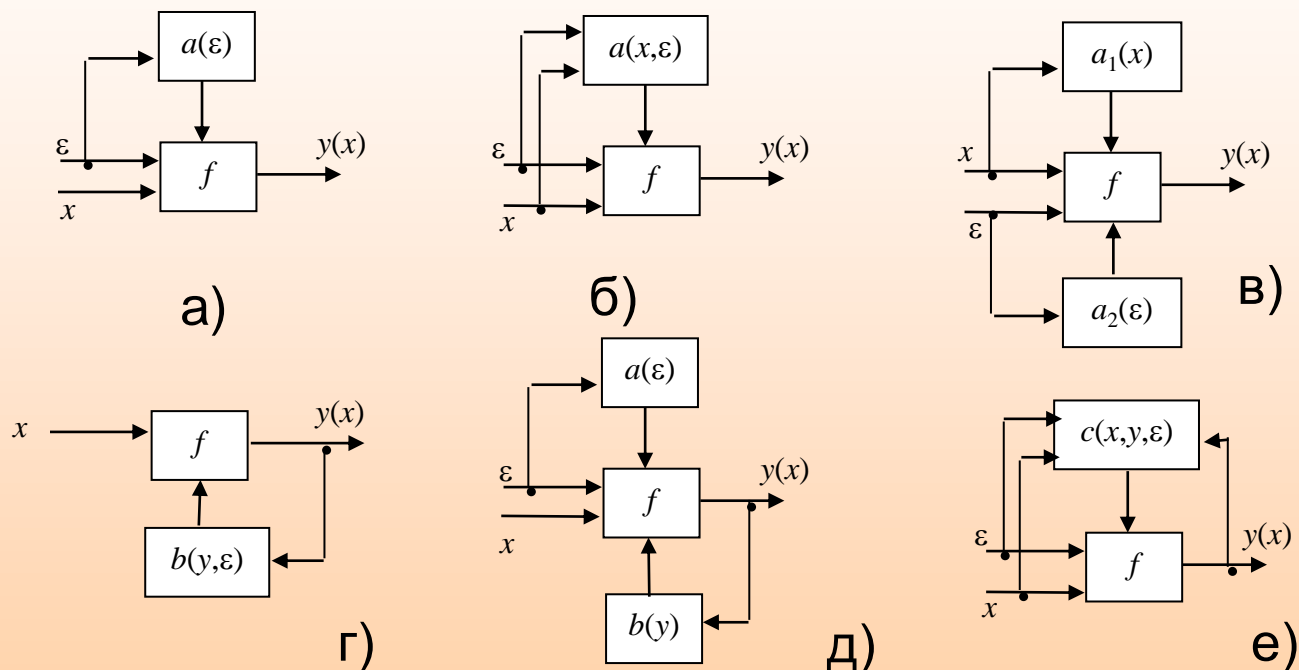 a(ε)
ε
x
f
y(x)
а)
a(x,ε)
ε
x
f
y(x)
б)
a₁(x)
x
ε
f
y(x)
a₂(ε)
в)
x
f
y(x)
b(y,ε)
г)
a(ε)
ε
x
f
y(x)
b(y)
д)
c(x,y,ε)
ε
x
f
y(x)
е)